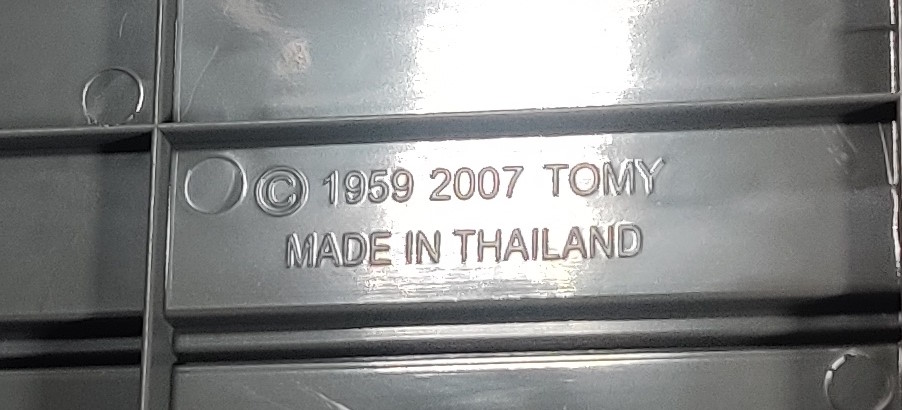 © 1959 2007 TOMY
MADE IN THAILAND